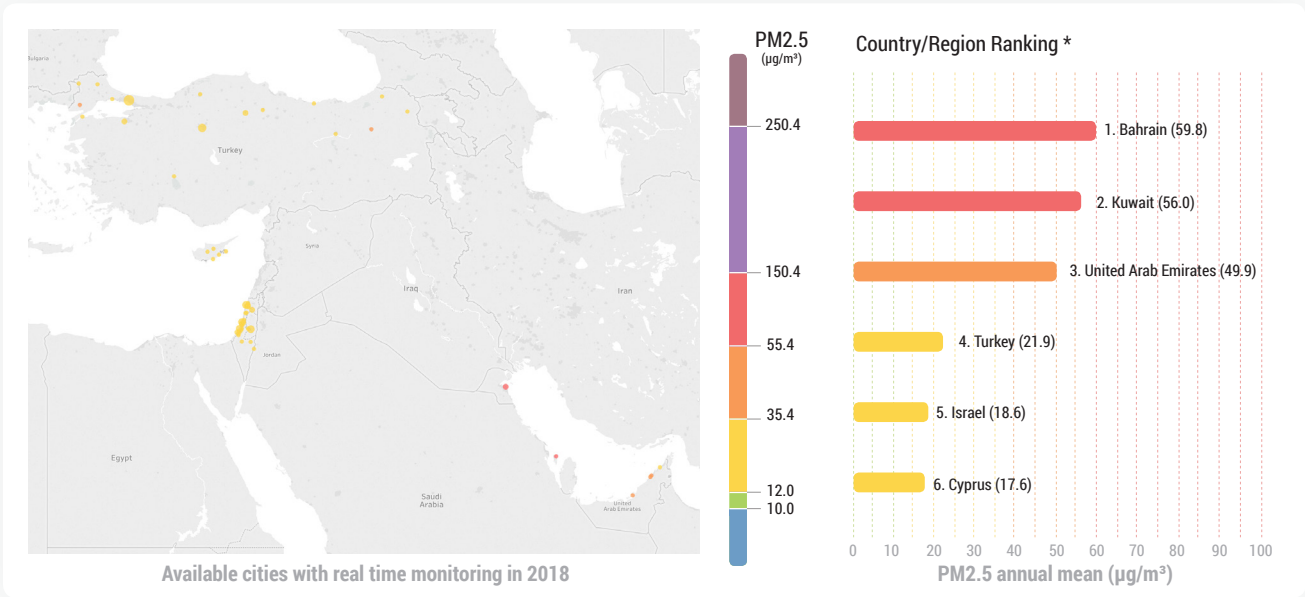 Bulgaria
Turkey
Syria
Iraq
Iran
Jordan
Egypt
Saudi
Arabia
United
Arab Emirates
Available cities with real time monitoring in 2018
PM2.5
(µg/m³)
250.4
150.4
55.4
35.4
12.0
10.0
Country/Region Ranking *
1. Bahrain (59.8)
2. Kuwait (56.0)
3. United Arab Emirates (49.9)
4. Turkey (21.9)
5. Israel (18.6)
6. Cyprus (17.6)
0 10 20 30 40 50 60 70 80 90 100
PM2.5 annual mean (µg/m³)